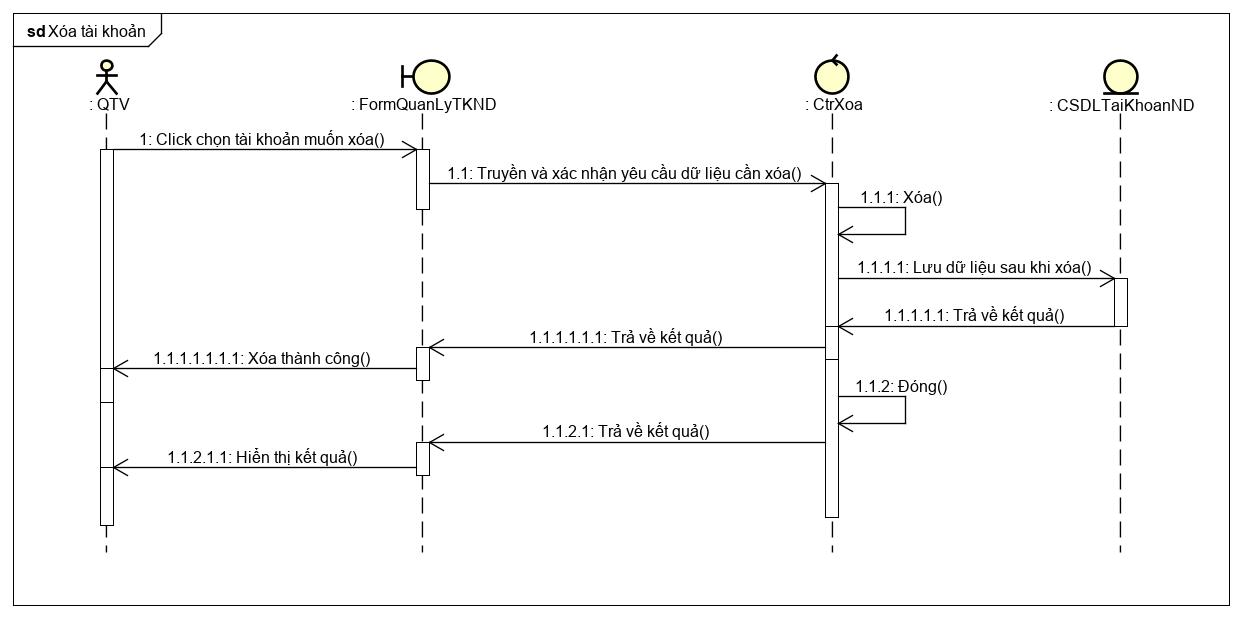 sd Xóa tài khoản
: QTV
: FormQuanLyTKND
: CtrXoa
: CSDLTaiKhoanND
1: Click chọn tài khoản muốn xóa()
1.1: Truyền và xác nhận yêu cầu dữ liệu cần xóa()
1.1.1: Xóa()
1.1.1.1: Lưu dữ liệu sau khi xóa()
1.1.1.1.1: Trả về kết quả()
1.1.1.1.1.1: Trả về kết quả()
1.1.1.1.1.1.1: Xóa thành công()
1.1.2: Đóng()
1.1.2.1: Trả về kết quả()
1.1.2.1.1: Hiển thị kết quả()